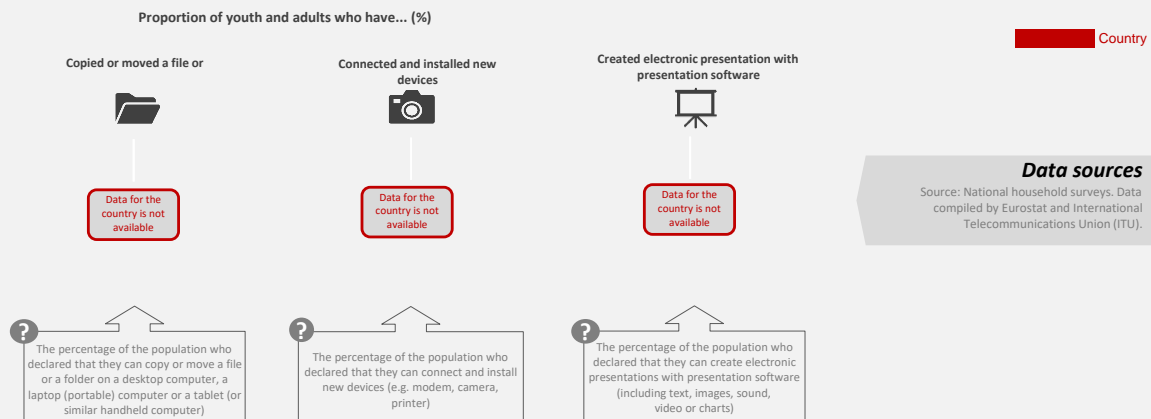 Proportion of youth and adults who have... (%)
Country
Copied or moved a file or
Connected and installed new
devices
Created electronic presentation with
presentation software
Data for the
country is not
available
Data for the
country is not
available
Data for the
country is not
available
Data sources
Source: National household surveys. Data
compiled by Eurostat and International
Telecommunications Union (ITU).
?
The percentage of the population who
declared that they can copy or move a file
or a folder on a desktop computer, a
laptop (portable) computer or a tablet (or
similar handheld computer)
?
The percentage of the population who
declared that they can connect and install
new devices (e.g. modem, camera,
printer)
?
The percentage of the population who
declared that they can create electronic
presentations with presentation software
(including text, images, sound,
video or charts)